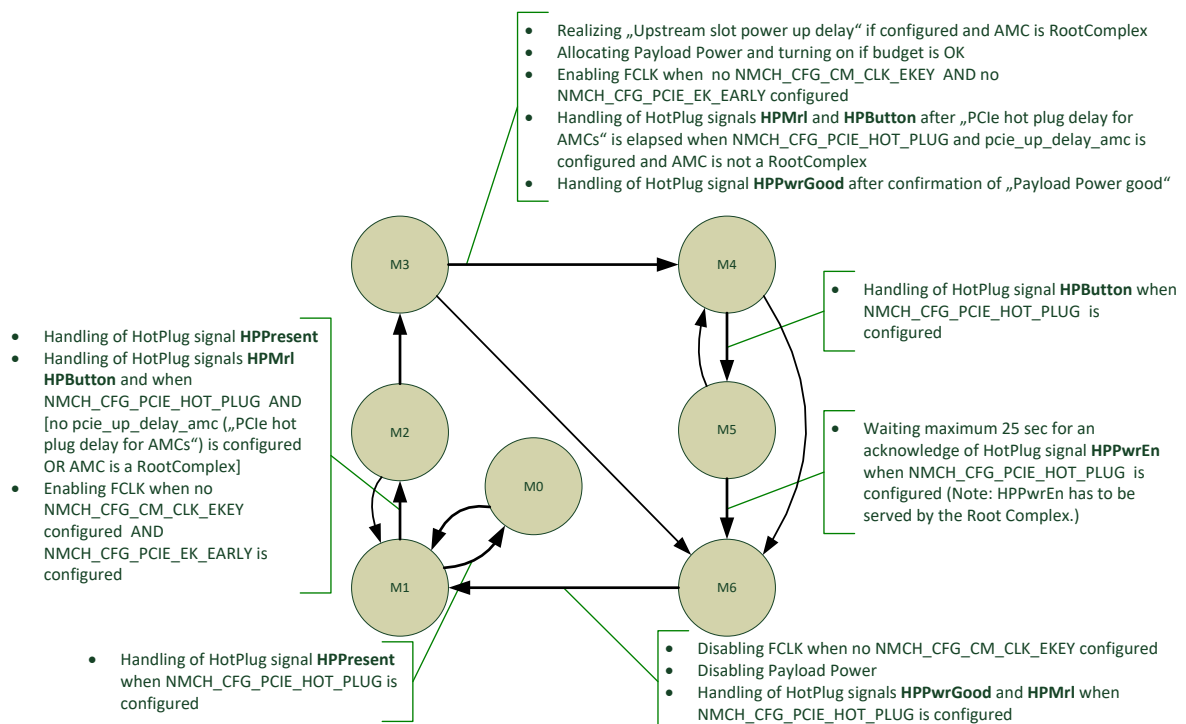 • Realizing „Upstream slot power up delay“ if configured and AMC is RootComplex
• Allocating Payload Power and turning on if budget is OK
• Enabling FCLK when no NMCH_CFG_CM_CLK_EKEY AND no
NMCH_CFG_PCIE_EK_EARLY configured
• Handling of HotPlug signals HPMrl and HPButton after „PCIe hot plug delay for
AMCs“ is elapsed when NMCH_CFG_PCIE_HOT_PLUG and pcie_up_delay_amc is
configured and AMC is not a RootComplex
• Handling of HotPlug signal HPPwrGood after confirmation of „Payload Power good“
M3
M4
• Handling of HotPlug signal HPButton when
NMCH_CFG_PCIE_HOT_PLUG is
configured
• Handling of HotPlug signal HPPresent
• Handling of HotPlug signals HPMrl
HPButton and when
NMCH_CFG_PCIE_HOT_PLUG AND
[no pcie_up_delay_amc („PCIe hot
plug delay for AMCs“) is configured
OR AMC is a RootComplex]
• Enabling FCLK when no
NMCH_CFG_CM_CLK_EKEY
configured AND
NMCH_CFG_PCIE_EK_EARLY is
configured
M2
M5
M0
• Waiting maximum 25 sec for an
acknowledge of HotPlug signal HPPwrEn
when NMCH_CFG_PCIE_HOT_PLUG is
configured (Note: HPPwrEn has to be
served by the Root Complex.)
M1
M6
• Handling of HotPlug signal HPPresent
when NMCH_CFG_PCIE_HOT_PLUG is
configured
• Disabling FCLK when no NMCH_CFG_CM_CLK_EKEY configured
• Disabling Payload Power
• Handling of HotPlug signals HPPwrGood and HPMrl when
NMCH_CFG_PCIE_HOT_PLUG is configured